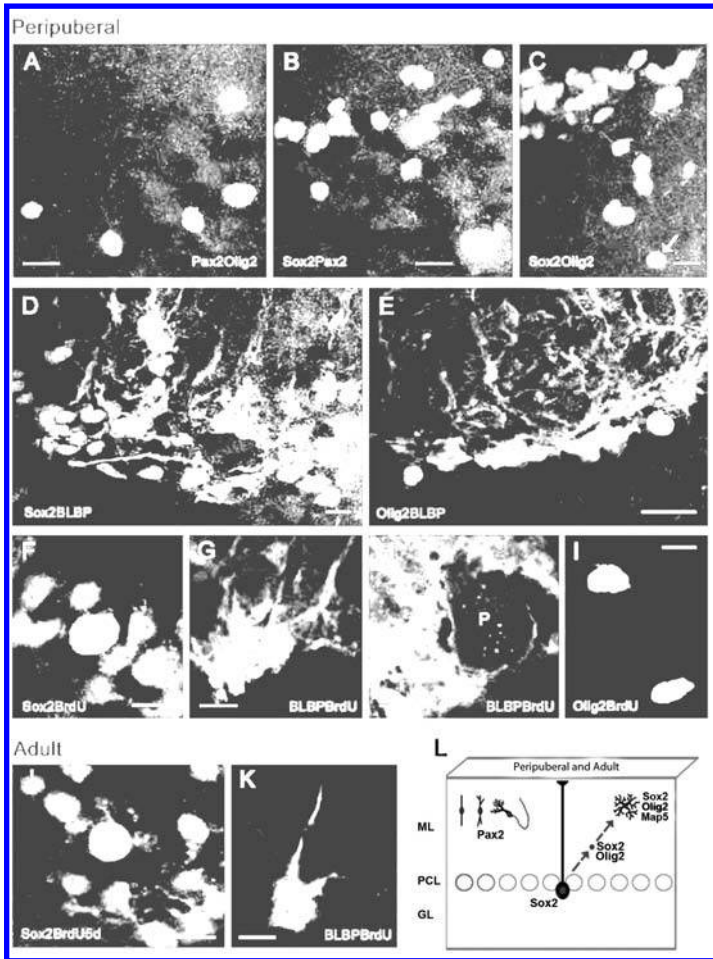 Peripuberal
A
B
C
Pax2Olig2
Sox2Pax2
Sox2Olig2
D
E
Sox2BLBP
Olig2BLBP
F
G
P
I
Sox2BrdU
BLBPBrdU
BLBPBrdU
Olig2BrdU
Adult
J
K
Sox2BrdU5d
BLBPBrdU
L
Peripuberal and Adult
ML
Pax2
Sox2
Olig2
Map5
Sox2
Olig2
PCL
Sox2
GL